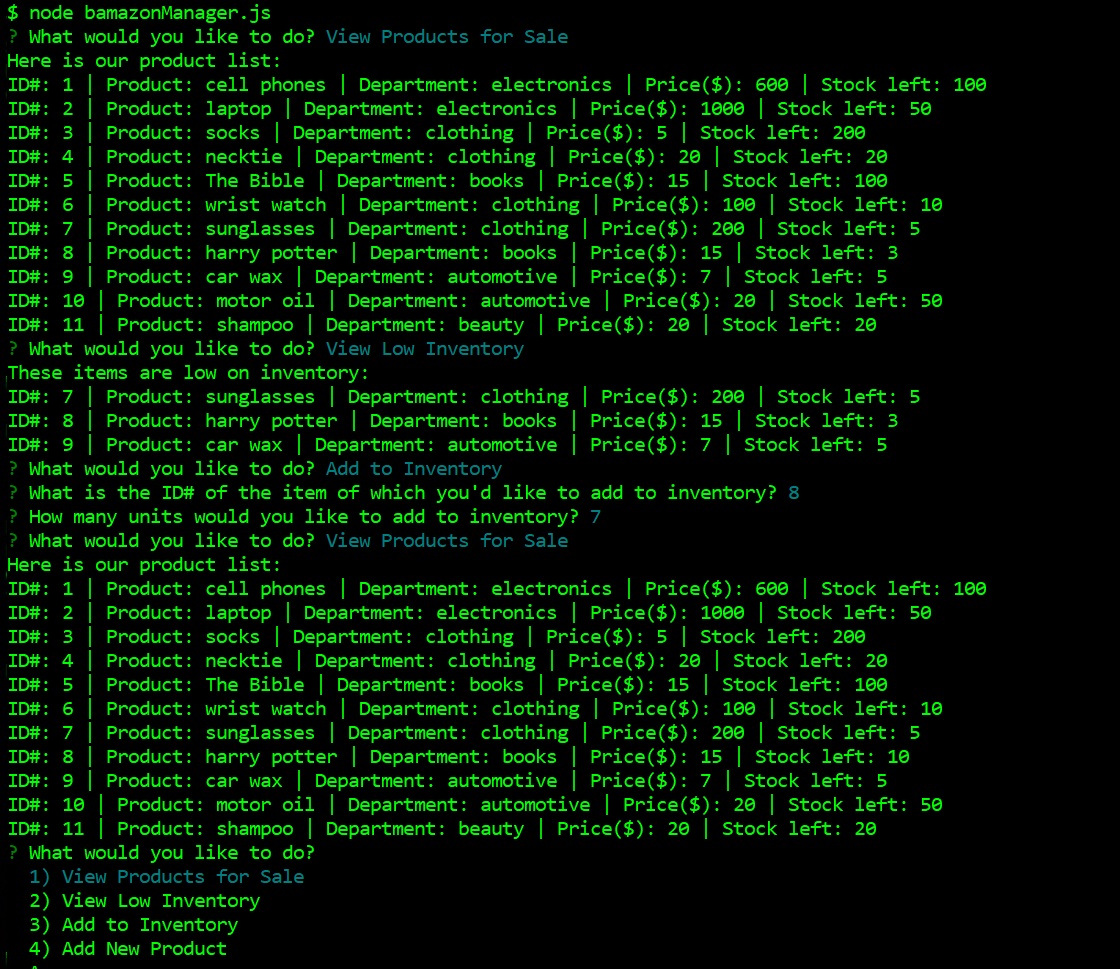 $ node bamazonManager.js
? What would you like to do? View Products for Sale
Here is our product list:
ID#: 1 | Product: cell phones | Department: electronics | Price($): 600 | Stock left: 100
ID#: 2 | Product: laptop | Department: electronics | Price($): 1000 | Stock left: 50
ID#: 3 | Product: socks | Department: clothing | Price($): 5 | Stock left: 200
ID#: 4 | Product: necktie | Department: clothing | Price($): 20 | Stock left: 20
ID#: 5 | Product: The Bible | Department: books | Price($): 15 | Stock left: 100
ID#: 6 | Product: wrist watch | Department: clothing | Price($): 100 | Stock left: 10
ID#: 7 | Product: sunglasses | Department: clothing | Price($): 200 | Stock left: 5
ID#: 8 | Product: harry potter | Department: books | Price($): 15 | Stock left: 3
ID#: 9 | Product: car wax | Department: automotive | Price($): 7 | Stock left: 5
ID#: 10 | Product: motor oil | Department: automotive | Price($): 20 | Stock left: 50
ID#: 11 | Product: shampoo | Department: beauty | Price($): 20 | Stock left: 20
? What would you like to do? View Low Inventory
These items are low on inventory:
ID#: 7 | Product: sunglasses | Department: clothing | Price($): 200 | Stock left: 5
ID#: 8 | Product: harry potter | Department: books | Price($): 15 | Stock left: 3
ID#: 9 | Product: car wax | Department: automotive | Price($): 7 | Stock left: 5
? What would you like to do? Add to Inventory
? What is the ID# of the item of which you'd like to add to inventory? 8
? How many units would you like to add to inventory? 7
? What would you like to do? View Products for Sale
Here is our product list:
ID#: 1 | Product: cell phones | Department: electronics | Price($): 600 | Stock left: 100
ID#: 2 | Product: laptop | Department: electronics | Price($): 1000 | Stock left: 50
ID#: 3 | Product: socks | Department: clothing | Price($): 5 | Stock left: 200
ID#: 4 | Product: necktie | Department: clothing | Price($): 20 | Stock left: 20
ID#: 5 | Product: The Bible | Department: books | Price($): 15 | Stock left: 100
ID#: 6 | Product: wrist watch | Department: clothing | Price($): 100 | Stock left: 10
ID#: 7 | Product: sunglasses | Department: clothing | Price($): 200 | Stock left: 5
ID#: 8 | Product: harry potter | Department: books | Price($): 15 | Stock left: 10
ID#: 9 | Product: car wax | Department: automotive | Price($): 7 | Stock left: 5
ID#: 10 | Product: motor oil | Department: automotive | Price($): 20 | Stock left: 50
ID#: 11 | Product: shampoo | Department: beauty | Price($): 20 | Stock left: 20
? What would you like to do?
1) View Products for Sale
2) View Low Inventory
3) Add to Inventory
4) Add New Product